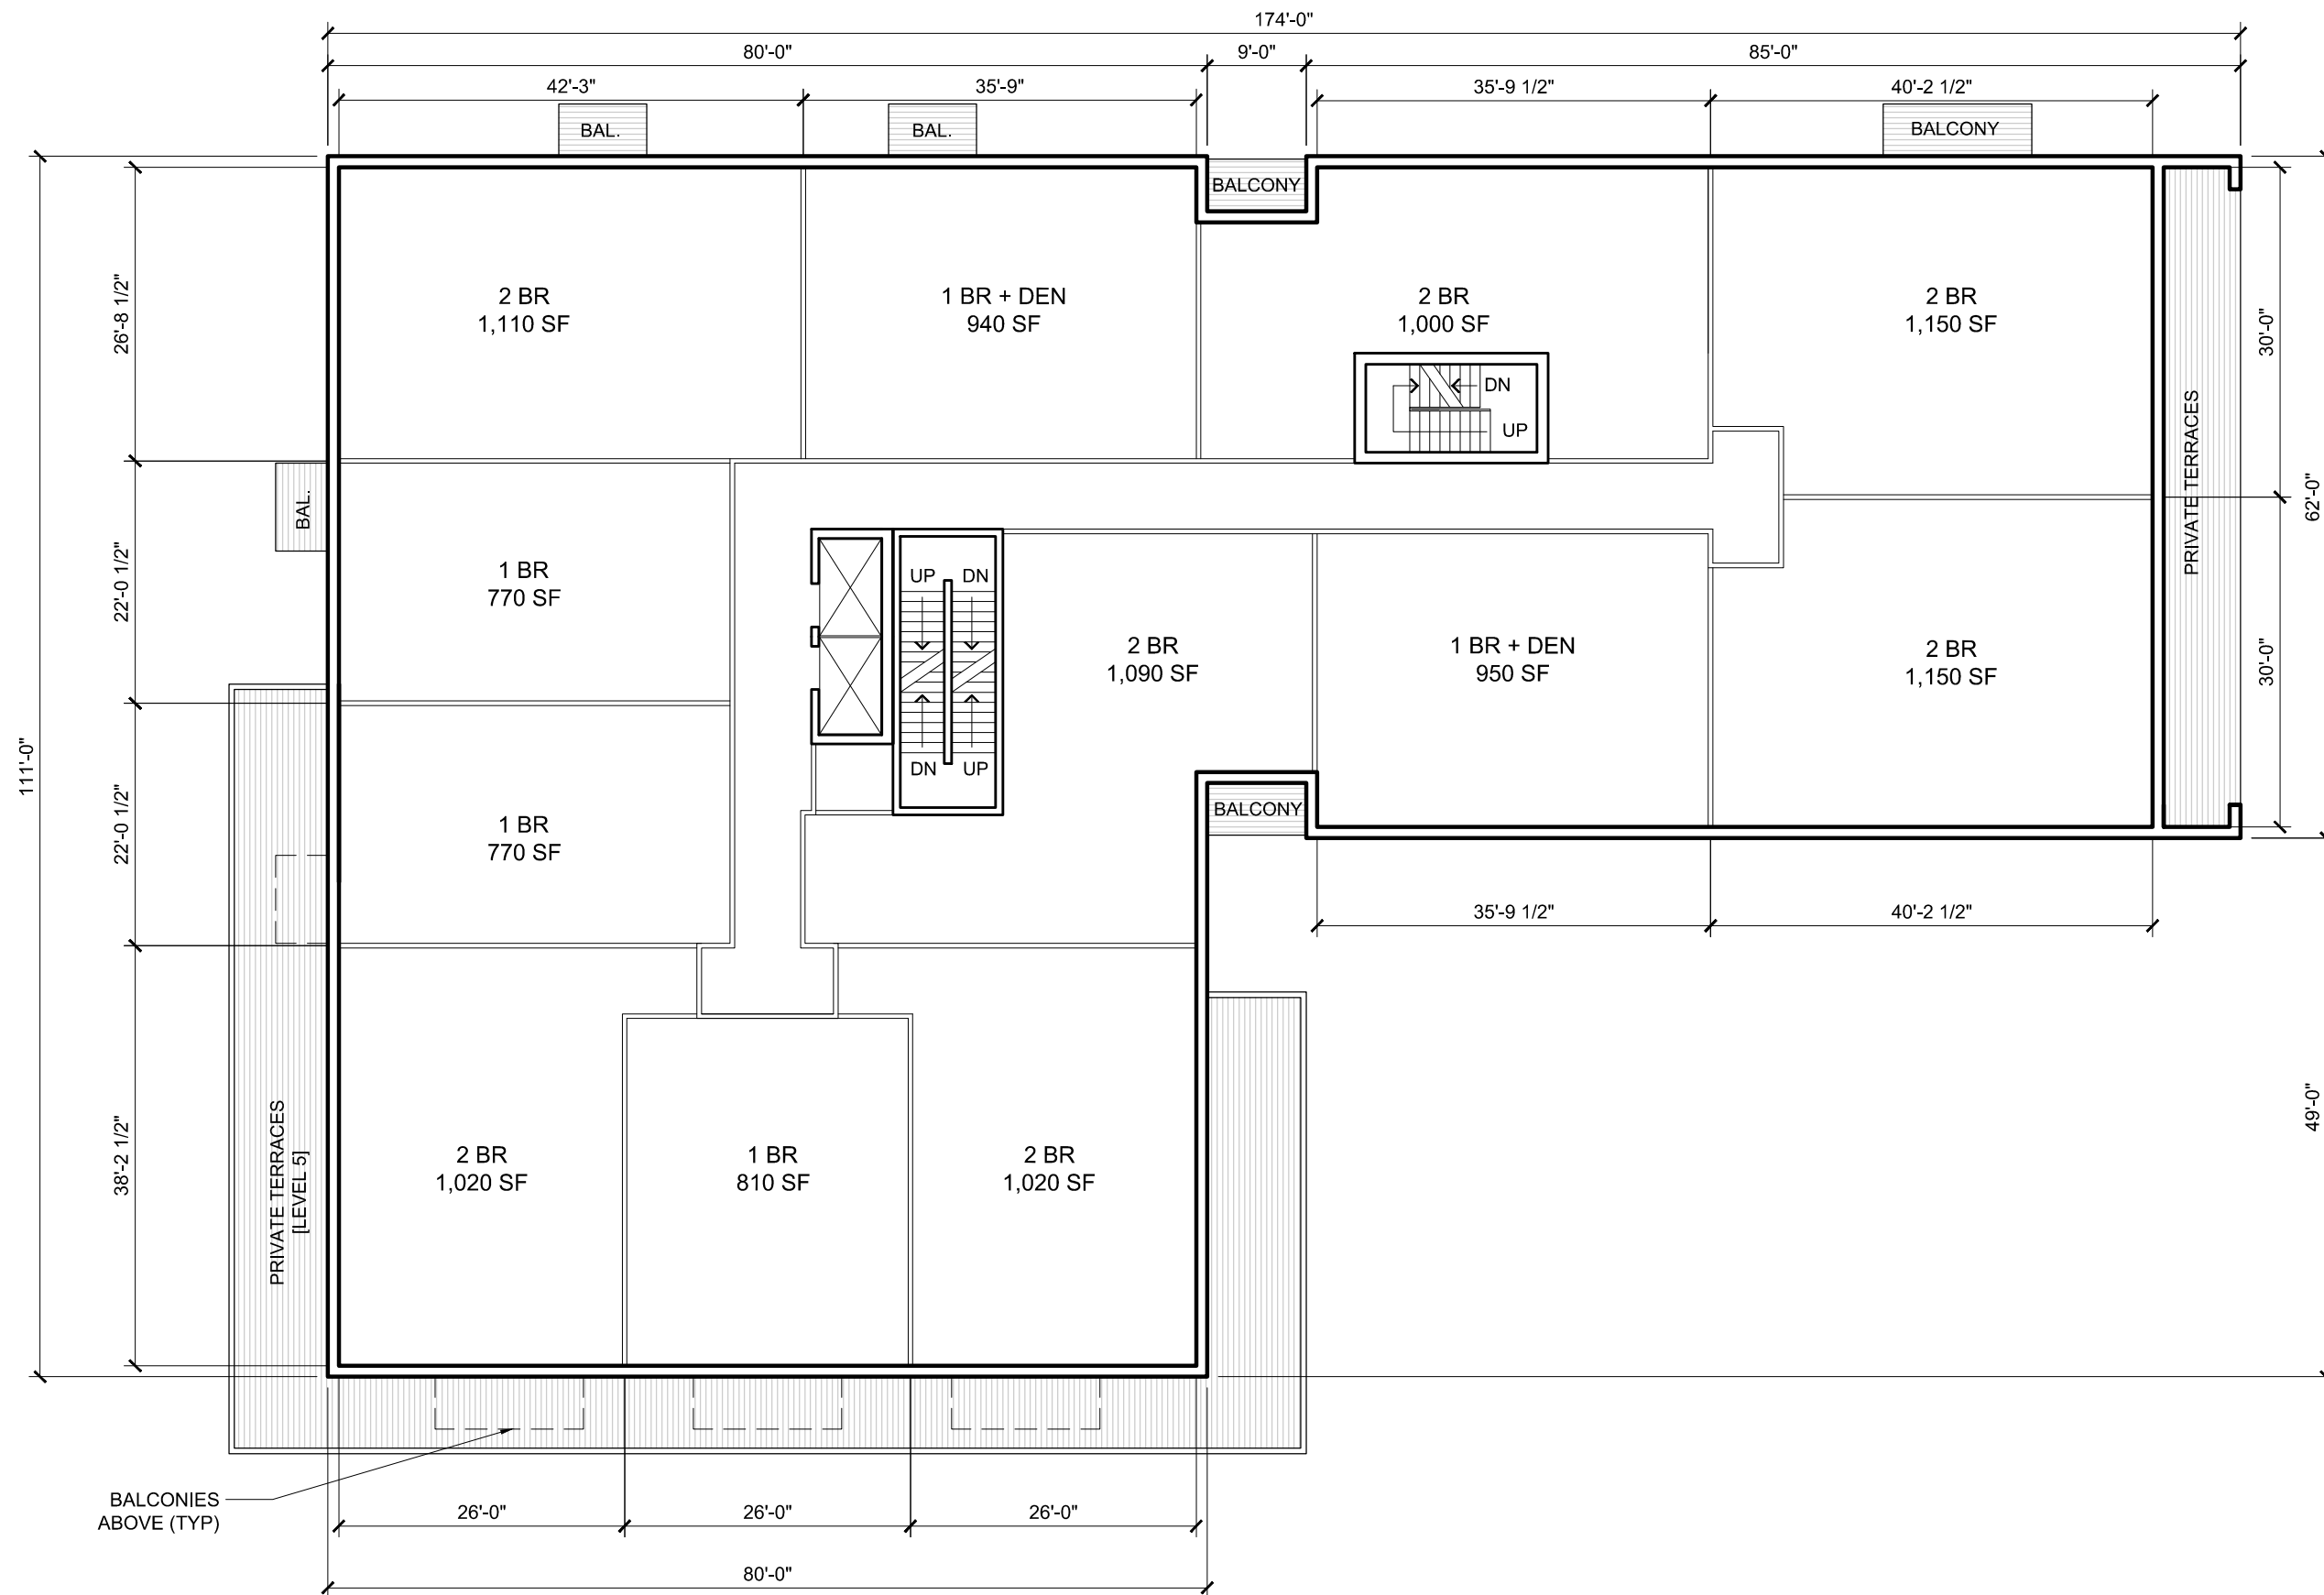 174'-0"
80'-0"
9'-0"
85'-0"
42'-3"
35'-9"
35'-9 1/2"
40'-2 1/2"
BAL.
BAL.
BALCONY
BALCONY
26'-8 1/2"
2 BR
1,110 SF
1 BR + DEN
940 SF
2 BR
1,000 SF
2 BR
1,150 SF
30'-0"
DN
UP
PRIVATE TERRACES
62'-0"
BAL.
22'-0 1/2"
1 BR
770 SF
UP
DN
2 BR
1,090 SF
1 BR + DEN
950 SF
2 BR
1,150 SF
30'-0"
111'-0"
DN
UP
BALCONY
22'-0 1/2"
1 BR
770 SF
35'-9 1/2"
40'-2 1/2"
38'-2 1/2"
PRIVATE TERRACES
[LEVEL 5]
2 BR
1,020 SF
1 BR
810 SF
2 BR
1,020 SF
49'-0"
BALCONIES
ABOVE (TYP)
26'-0"
26'-0"
26'-0"
80'-0"